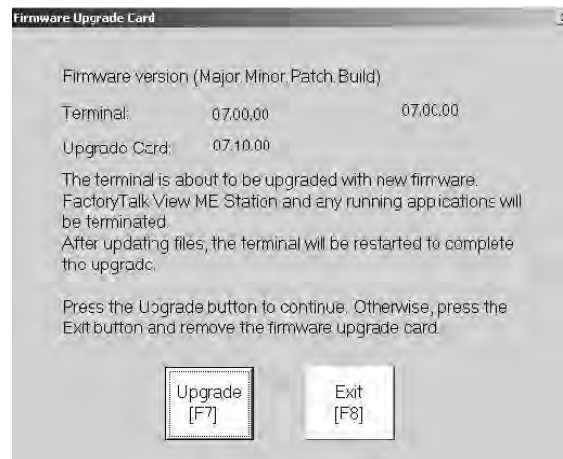 Firmware Upgrade Card
Firmware version (Major.Minor.Patch.Build)
Terminal: 07.00.00 07.00.00
Upgrade Card: 07.10.00
The terminal is about to be upgraded with new firmware.
FactoryTalk View ME Station and any running applications will
be terminated.
After updating files, the terminal will be restarted to complete
the upgrade.
Press the Upgrade button to continue. Otherwise, press the
Exit button and remove the firmware upgrade card.
Upgrade
[F7]
Exit
[F8]